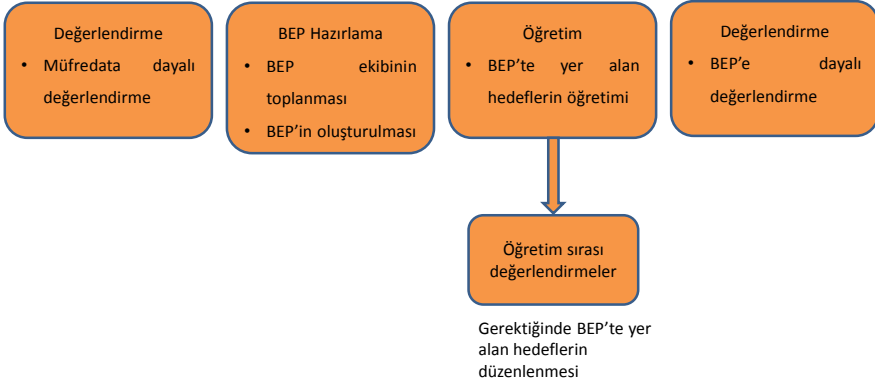 Değerlendirme
• Müfredata dayalı
değerlendirme
BEP Hazırlama
• BEP ekibinin
toplanması
• BEP’in oluşturulması
Öğretim
• BEP’te yer alan
hedeflerin öğretimi
Değerlendirme
• BEP’e dayalı
değerlendirme
Öğretim sırası
değerlendirmeler
Gerektiğinde BEP’te yer
alan hedeflerin
düzenlenmesi